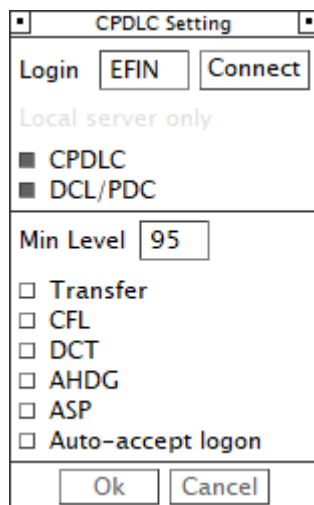 CPDLC Setting
Login EFIN Connect
Local server only
CPDLC
DCL/PDC
Min Level 95
Transfer
CFL
DCT
AHDG
ASP
Auto-accept logon
Ok Cancel